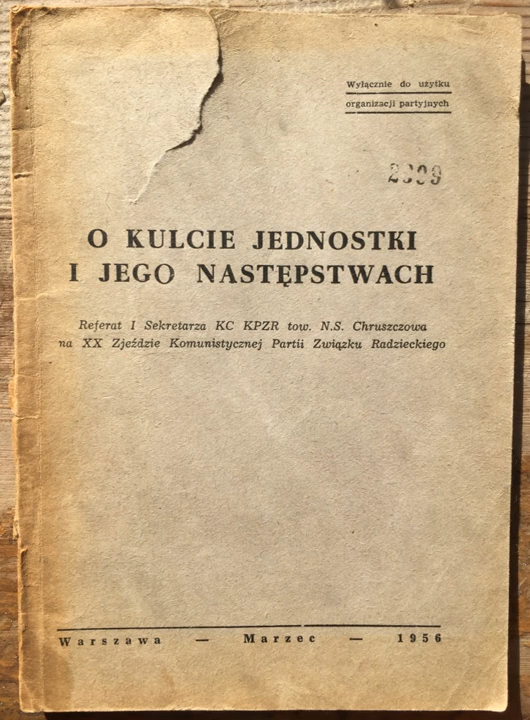 Wyłącznie do użytku
organizacji partyjnych
O KULCIE JEDNOSTKI
I JEGO NASTĘPSTWACH
Referat I Sekretarza KC KPZR tow. N.S. Chruszczowa
na XX Zjeździe Komunistycznej Partii Związku Radzieckiego
Warszawa — Marzec — 1956